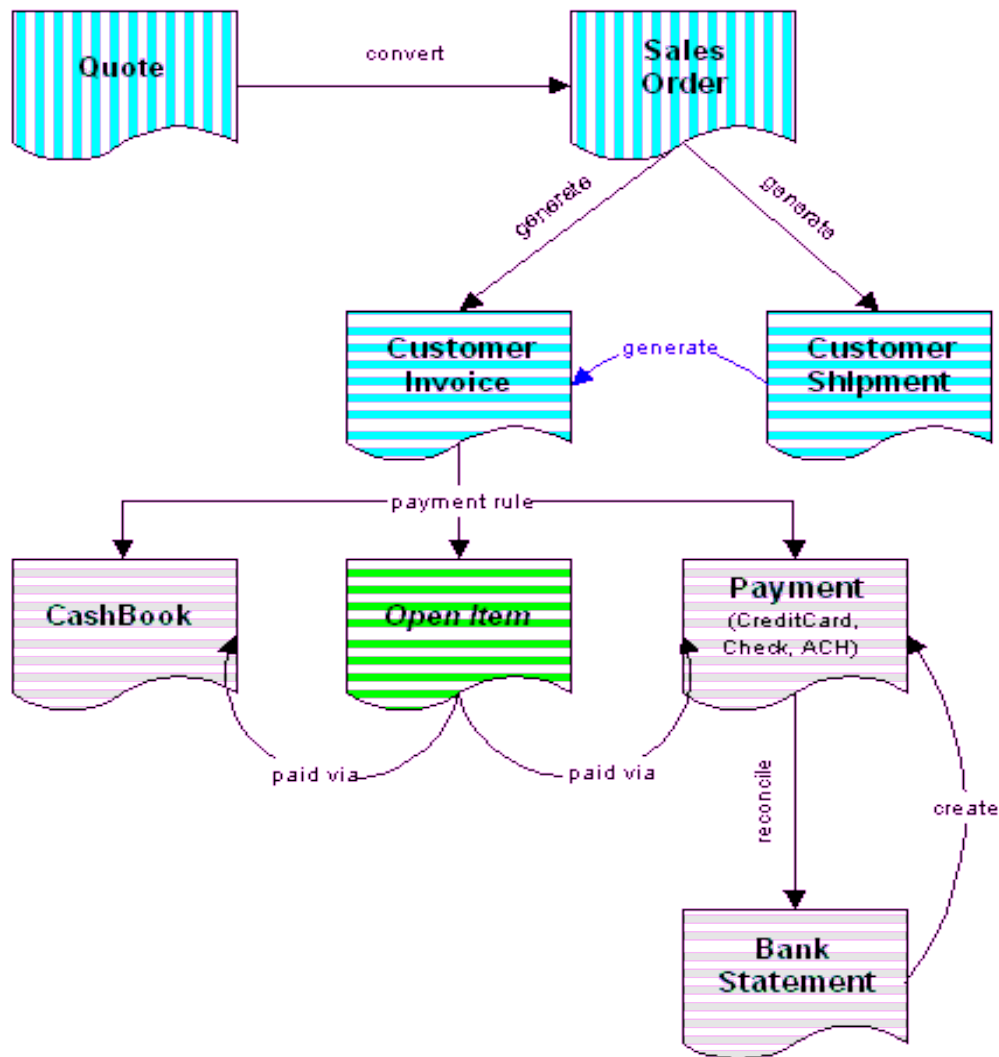 Quote
convert
Sales
Order
generate
generate
Customer
Invoice
generate
Customer
Shipment
payment rule
CashBook
Open Item
Payment
(CreditCard,
Check, ACH)
paid via
paid via
reconcile
create
Bank
Statement